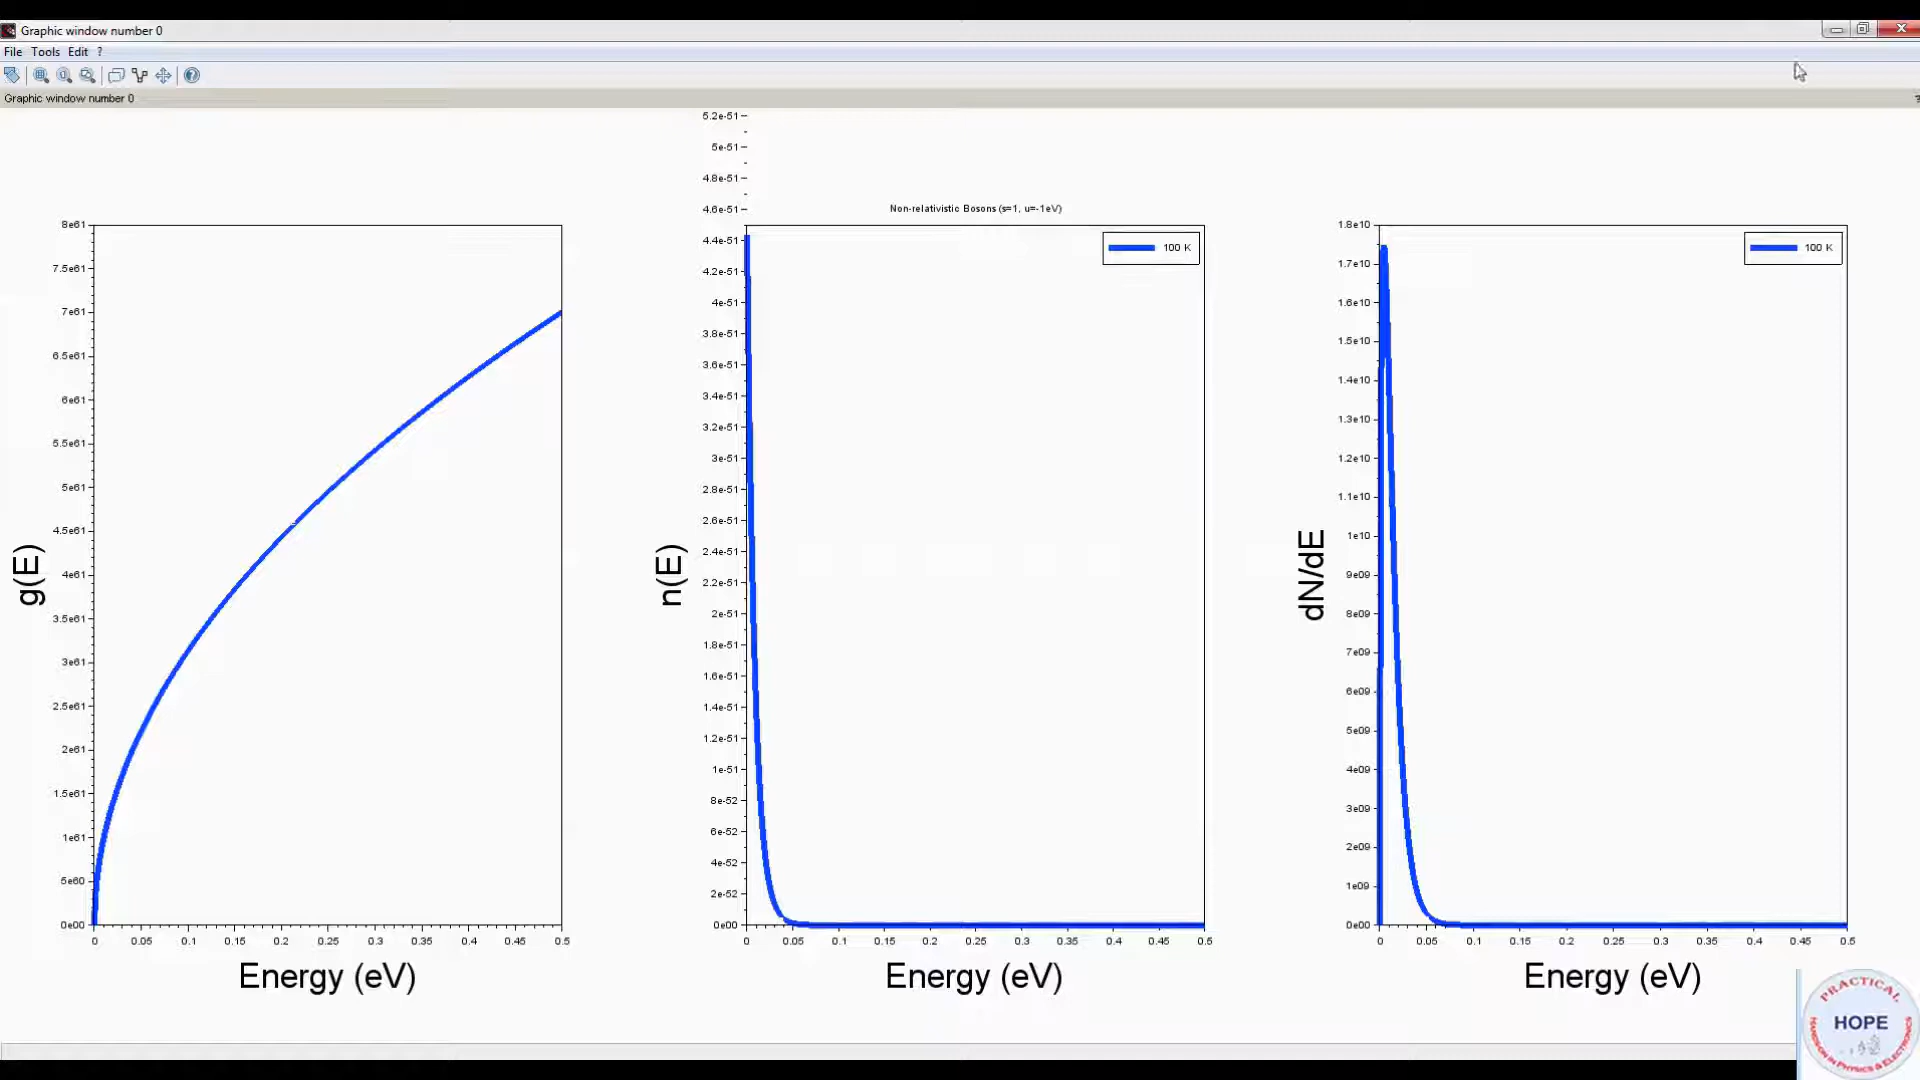 Graphic window number 0
File Tools Edit ?
Graphic window number 0
?
8e61
7.5e61
7e61
6.5e61
6e61
5.5e61
5e61
4.5e61
4e61
3.5e61
3e61
2.5e61
2e61
1.5e61
1e61
5e60
0e00
g(E)
0 0.05 0.1 0.15 0.2 0.25 0.3 0.35 0.4 0.45 0.5
Energy (eV)
5.2e-51
5e-51
4.8e-51
4.6e-51
4.4e-51
4.2e-51
4e-51
3.8e-51
3.6e-51
3.4e-51
3.2e-51
3e-51
2.8e-51
2.6e-51
2.4e-51
2.2e-51
2e-51
1.8e-51
1.6e-51
1.4e-51
1.2e-51
1e-51
8e-52
6e-52
4e-52
2e-52
0e00
n(E)
Non-relativistic Bosons (s=1, u=-1eV)
100 K
0 0.05 0.1 0.15 0.2 0.25 0.3 0.35 0.4 0.45 0.5
Energy (eV)
1.8e10
1.7e10
1.6e10
1.5e10
1.4e10
1.3e10
1.2e10
1.1e10
1e10
9e09
8e09
7e09
6e09
5e09
4e09
3e09
2e09
1e09
0e00
dN/dE
100 K
0 0.05 0.1 0.15 0.2 0.25 0.3 0.35 0.4 0.45 0.5
Energy (eV)
PRACTICAL
HOPE
HANDS ON IN PHYSICS & ELECTRONICS